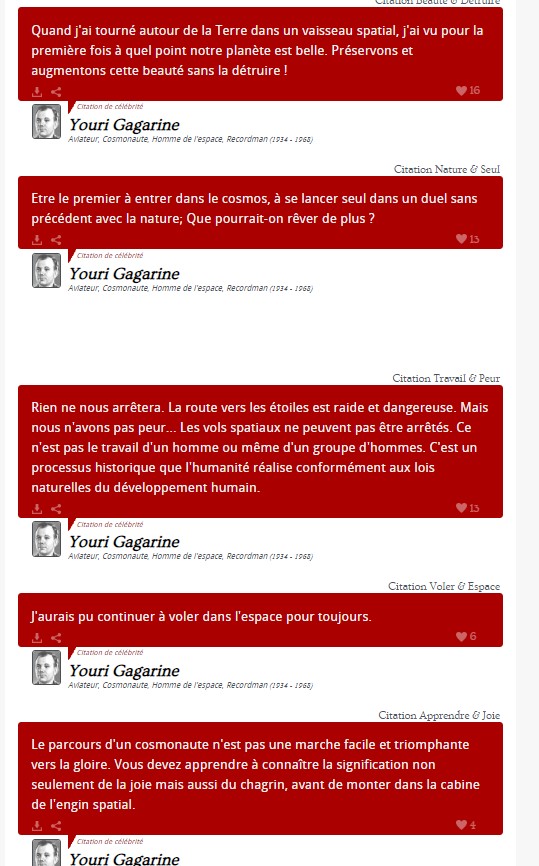 Citation Beauté & Détruire
Quand j'ai tourné autour de la Terre dans un vaisseau spatial, j'ai vu pour la
première fois à quel point notre planète est belle. Préservons et
augmentons cette beauté sans la détruire !
16
Citation de célébrité
Youri Gagarine
Aviateur, Cosmonaute, Homme de l'espace, Recordman (1934 - 1968)
Citation Nature & Seul
Etre le premier à entrer dans le cosmos, à se lancer seul dans un duel sans
précédent avec la nature; Que pourrait-on rêver de plus ?
13
Citation de célébrité
Youri Gagarine
Aviateur, Cosmonaute, Homme de l'espace, Recordman (1934 - 1968)
Citation Travail & Peur
Rien ne nous arrêtera. La route vers les étoiles est raide et dangereuse. Mais
nous n'avons pas peur... Les vols spatiaux ne peuvent pas être arrêtés. Ce
n'est pas le travail d'un homme ou même d'un groupe d'hommes. C'est un
processus historique que l'humanité réalise conformément aux lois
naturelles du développement humain.
13
Citation de célébrité
Youri Gagarine
Aviateur, Cosmonaute, Homme de l'espace, Recordman (1934 - 1968)
Citation Voler & Espace
J'aurais pu continuer à voler dans l'espace pour toujours.
6
Citation de célébrité
Youri Gagarine
Aviateur, Cosmonaute, Homme de l'espace, Recordman (1934 - 1968)
Citation Apprendre & Joie
Le parcours d'un cosmonaute n'est pas une marche facile et triomphante
vers la gloire. Vous devez apprendre à connaître la signification non
seulement de la joie mais aussi du chagrin, avant de monter dans la cabine
de l'engin spatial.
4
Citation de célébrité
Youri Gagarine